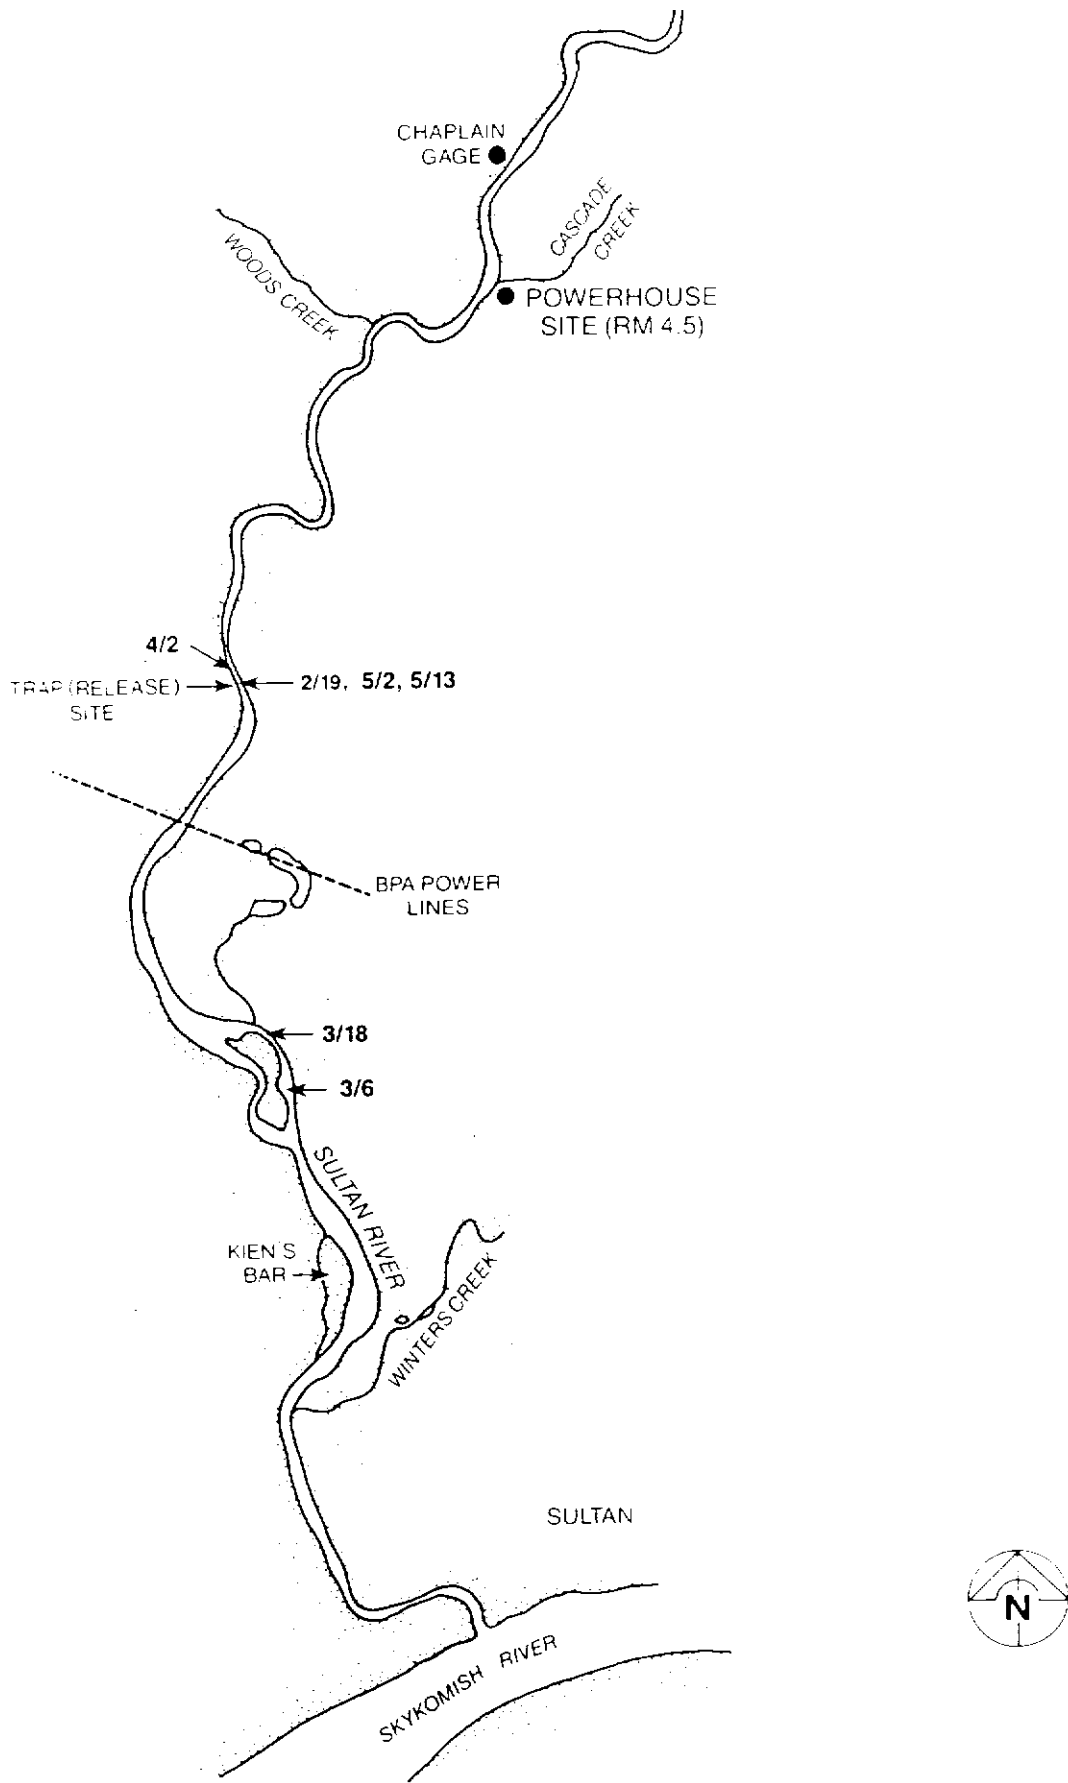 CHAPLAIN
GAGE
CASCADE
CREEK
WOODS CREEK
POWERHOUSE
SITE (RM 4.5)
4/2
TRAP (RELEASE)
SITE
2/19, 5/2, 5/13
BPA POWER
LINES
3/18
3/6
SULTAN RIVER
KIEN'S
BAR
WINTERS CREEK
SULTAN
N
SKYKOMISH RIVER